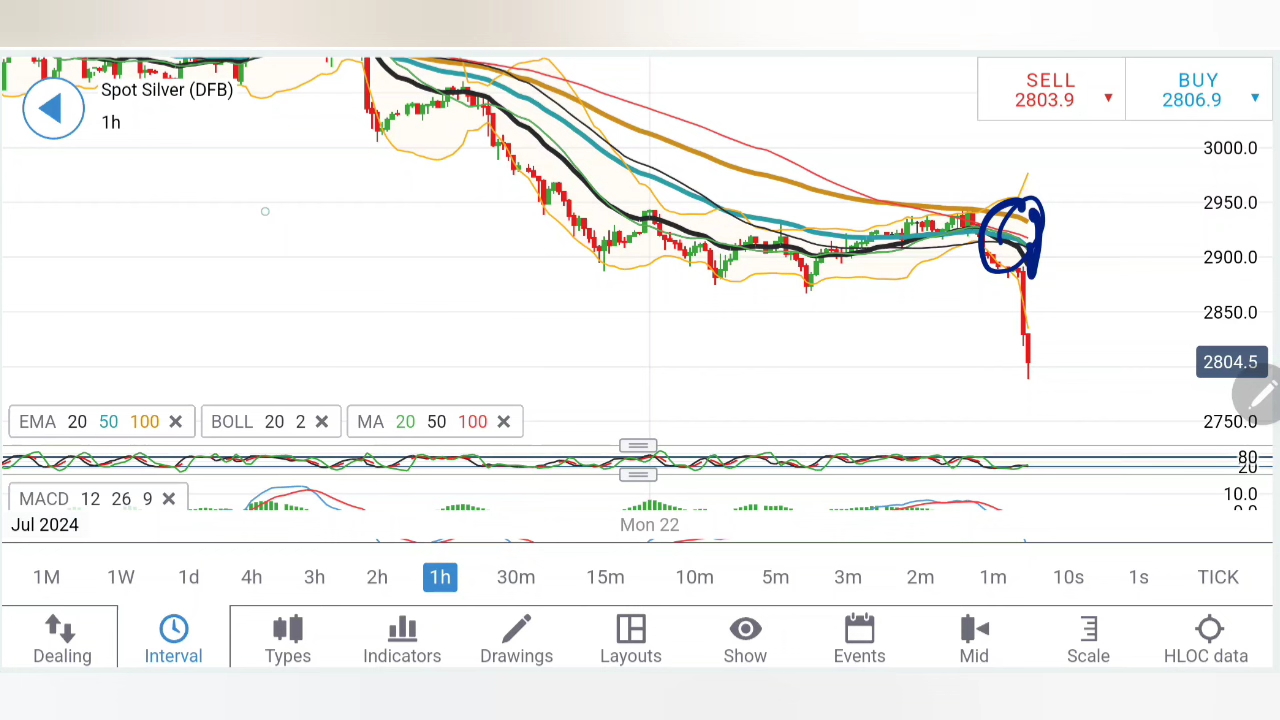 Spot Silver (DFB)
1h
SELL BUY
2803.9 2806.9
3000.0
2950.0
2900.0
2850.0
2804.5
2750.0
EMA 20 50 100 BOLL 20 2 MA 20 50 100
80
20
MACD 12 26 9
10.0
Jul 2024 Mon 22
1M 1W 1d 4h 3h 2h 1h 30m 15m 10m 5m 3m 2m 1m 10s 1s TICK
Dealing Interval Types Indicators Drawings Layouts Show Events Mid Scale HLOC data